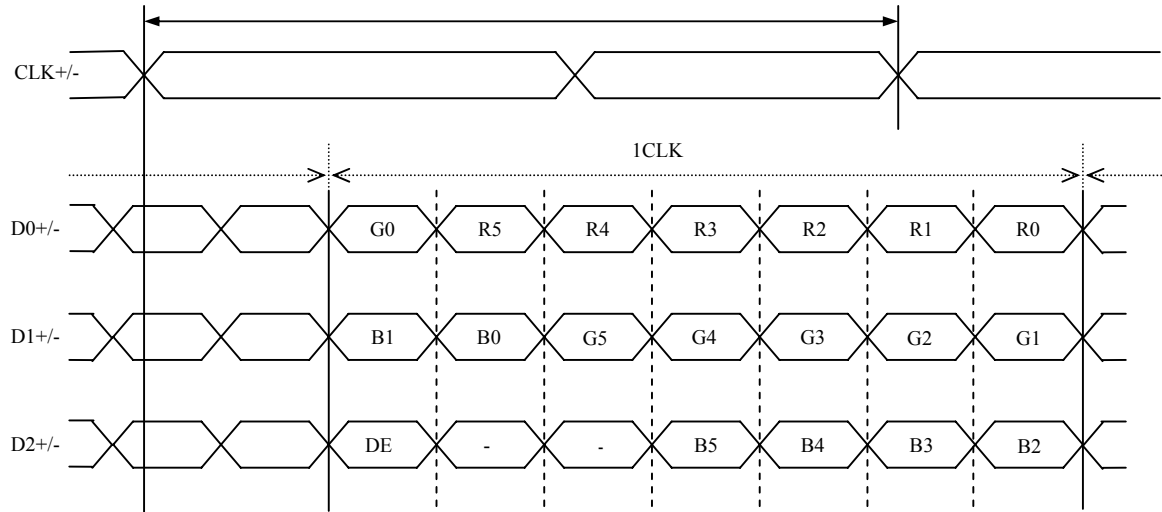 CLK+/-
1CLK
D0+/- G0 R5 R4 R3 R2 R1 R0
D1+/- B1 B0 G5 G4 G3 G2 G1
D2+/- DE - - B5 B4 B3 B2